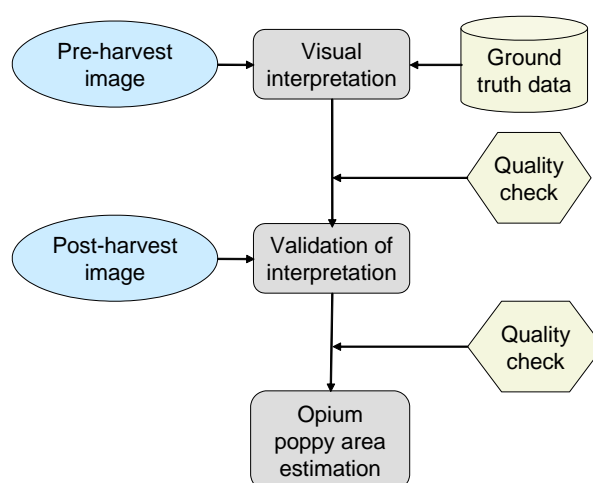 Pre-harvest
image
Visual
interpretation
Ground
truth data
Quality
check
Post-harvest
image
Validation of
interpretation
Quality
check
Opium
poppy area
estimation